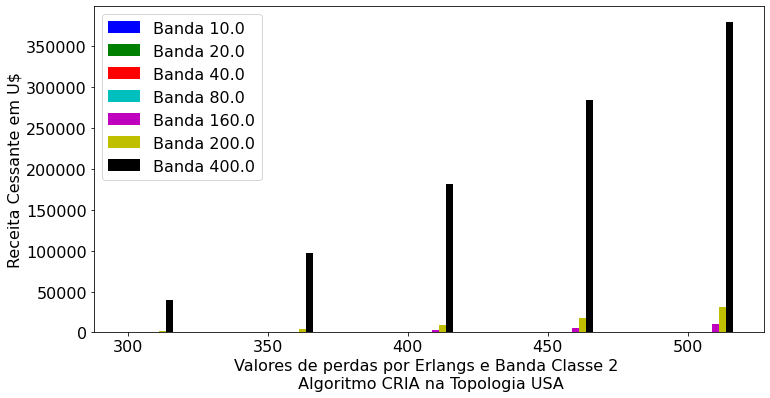 Banda 10.0
Banda 20.0
Banda 40.0
Banda 80.0
Banda 160.0
Banda 200.0
Banda 400.0
Receita Cessante em U$
350000
300000
250000
200000
150000
100000
50000
0
300
350
400
450
500
Valores de perdas por Erlangs e Banda Classe 2
Algoritmo CRIA na Topologia USA